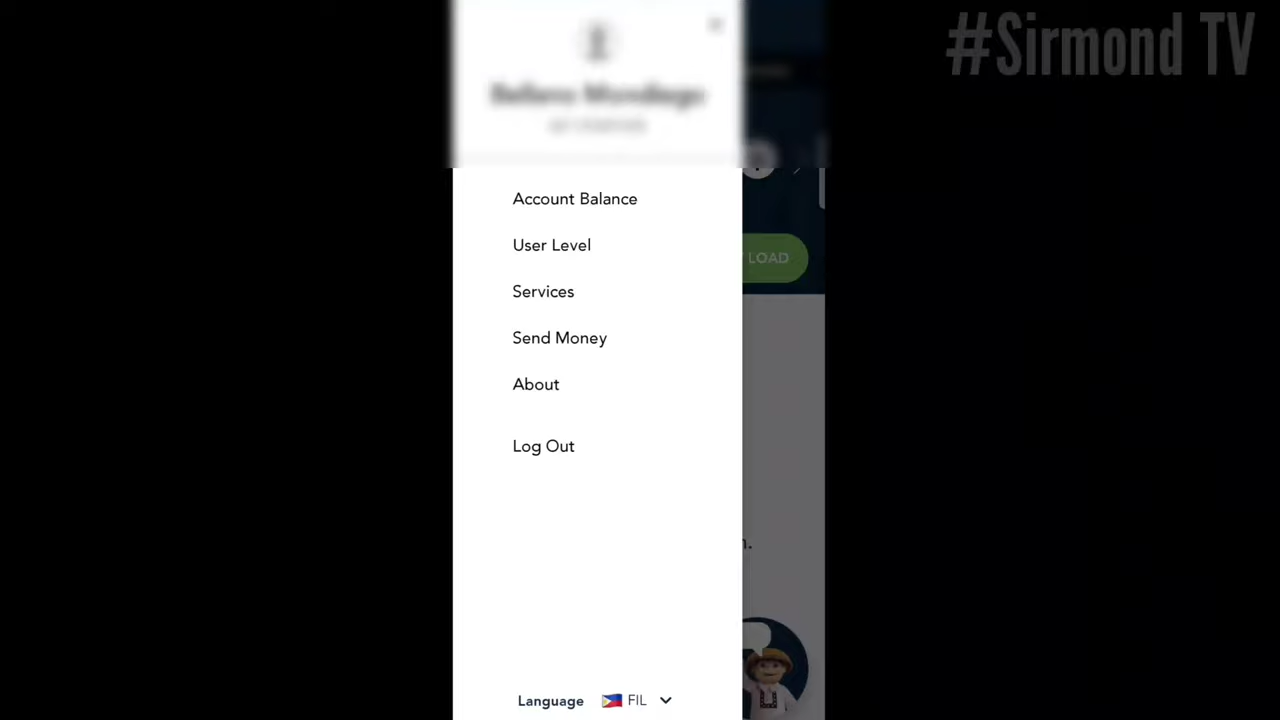 #Sirmond TV
Account Balance
User Level
LOAD
Services
Send Money
About
Log Out
Language FIL